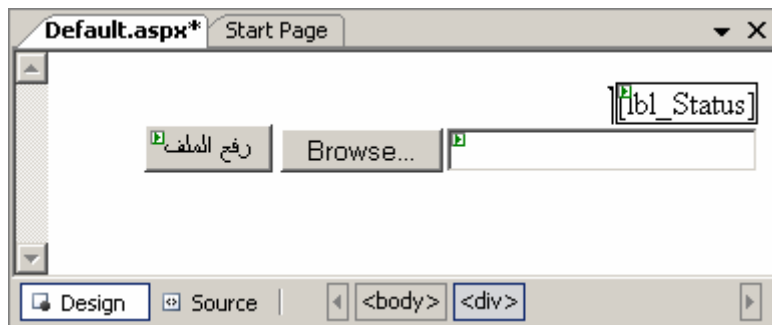 Default.aspx* Start Page
[lbl_Status]
رفع الملف Browse...
Design Source <body> <div>